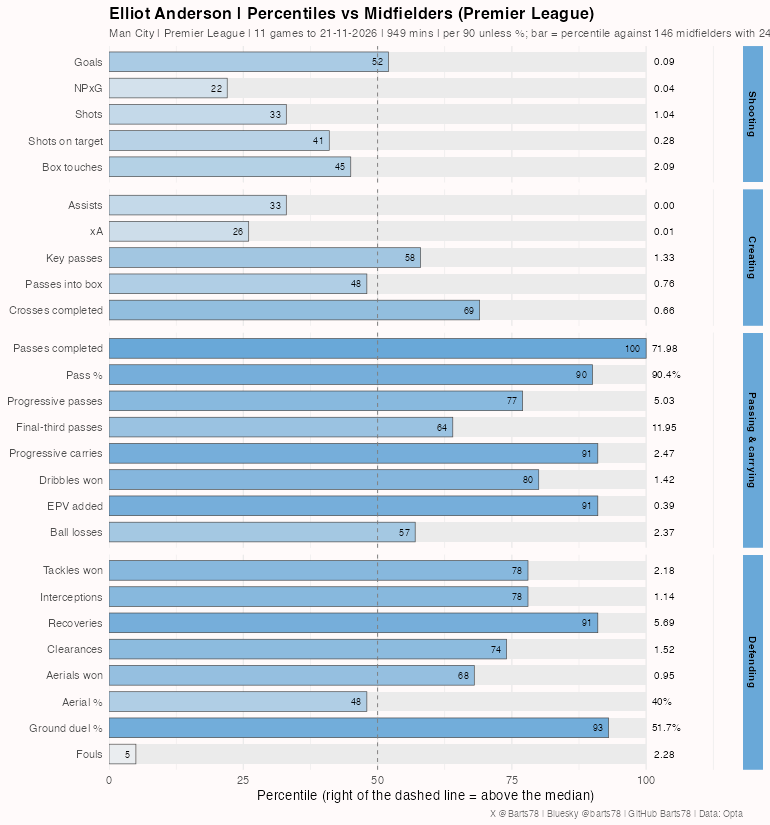 Elliot Anderson | Percentiles vs Midfielders (Premier League)
Man City | Premier League | 11 games to 21-11-2026 | 949 mins | per 90 unless %; bar = percentile against 146 midfielders with 24
Goals 52 0.09
NPxG 22 0.04
Shots 33 1.04
Shots on target 41 0.28
Box touches 45 2.09
Shooting
Assists 33 0.00
xA 26 0.01
Key passes 58 1.33
Passes into box 48 0.76
Crosses completed 69 0.66
Creating
Passes completed 100 71.98
Pass % 90 90.4%
Progressive passes 77 5.03
Final-third passes 64 11.95
Progressive carries 91 2.47
Dribbles won 80 1.42
EPV added 91 0.39
Ball losses 57 2.37
Passing & carrying
Tackles won 78 2.18
Interceptions 78 1.14
Recoveries 91 5.69
Clearances 74 1.52
Aerials won 68 0.95
Aerial % 48 40%
Ground duel % 93 51.7%
Fouls 5 2.28
Defending
0 25 50 75 100
Percentile (right of the dashed line = above the median)
X @Barts78 | Bluesky @barts78 | GitHub Barts78 | Data: Opta